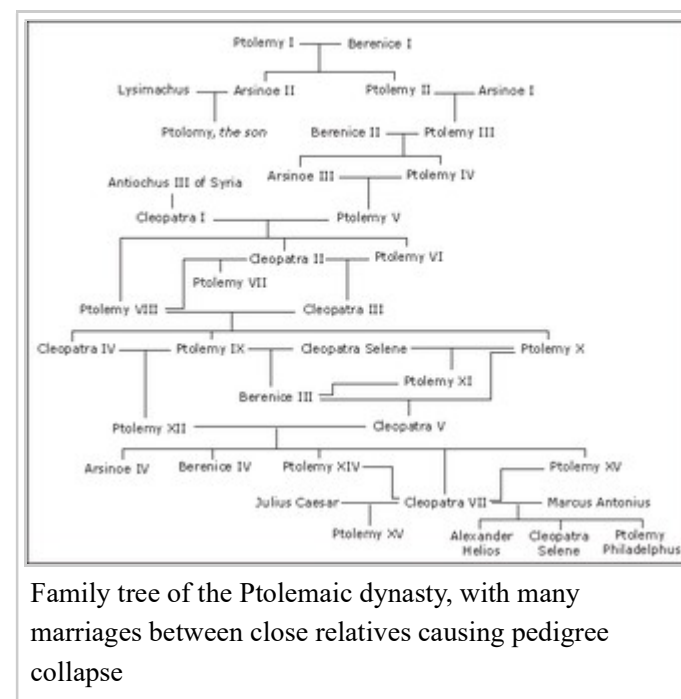 Ptolemy I Berenice I
Lysimachus Arsinoe II Ptolemy II Arsinoe I
Ptolomy, the son Berenice II Ptolemy III
Arsinoe III Ptolemy IV
Antiochus III of Syria
Cleopatra I Ptolemy V
Cleopatra II Ptolemy VI
Ptolemy VII
Ptolemy VIII Cleopatra III
Cleopatra IV Ptolemy IX Cleopatra Selene Ptolemy X
Ptolemy XI
Berenice III
Ptolemy XII Cleopatra V
Arsinoe IV Berenice IV Ptolemy XIV Ptolemy XV
Julius Caesar Cleopatra VII Marcus Antonius
Ptolemy XV Alexander Cleopatra Ptolemy
Helios Selene Philadelphus
Family tree of the Ptolemaic dynasty, with many
marriages between close relatives causing pedigree
collapse